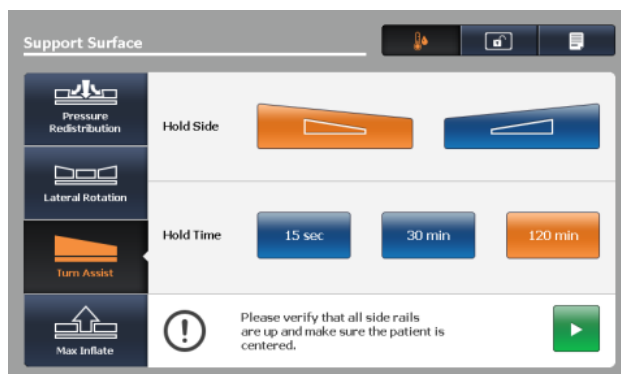 Support Surface
Pressure
Redistribution
Hold Side
Lateral Rotation
Hold Time
15 sec
30 min
120 min
Turn Assist
Please verify that all side rails
are up and make sure the patient is
centered.
Max Inflate